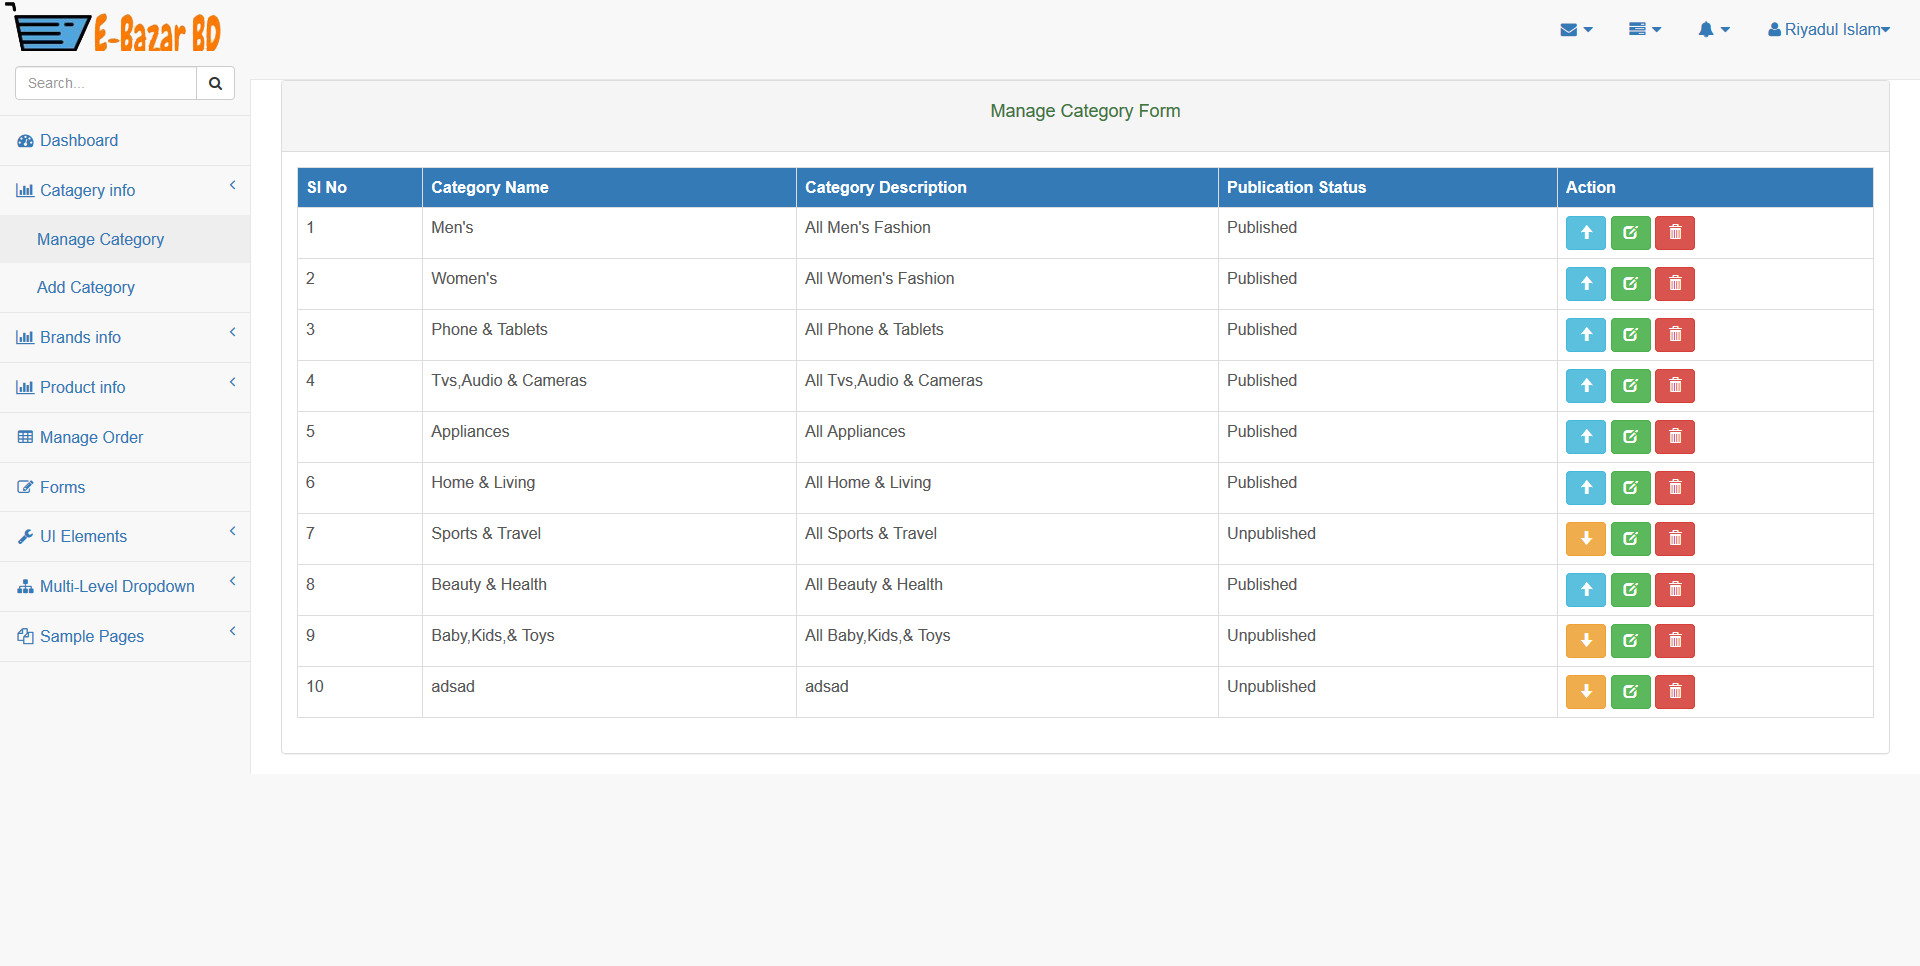 E-Bazar BD
Riyadul Islam
Search...
Dashboard
Catagery info
Manage Category
Add Category
Brands info
Product info
Manage Order
Forms
UI Elements
Multi-Level Dropdown
Sample Pages
Manage Category Form
Sl No Category Name Category Description Publication Status Action
1 Men's All Men's Fashion Published
2 Women's All Women's Fashion Published
3 Phone & Tablets All Phone & Tablets Published
4 Tvs,Audio & Cameras All Tvs,Audio & Cameras Published
5 Appliances All Appliances Published
6 Home & Living All Home & Living Published
7 Sports & Travel All Sports & Travel Unpublished
8 Beauty & Health All Beauty & Health Published
9 Baby,Kids,& Toys All Baby,Kids,& Toys Unpublished
10 adsad adsad Unpublished